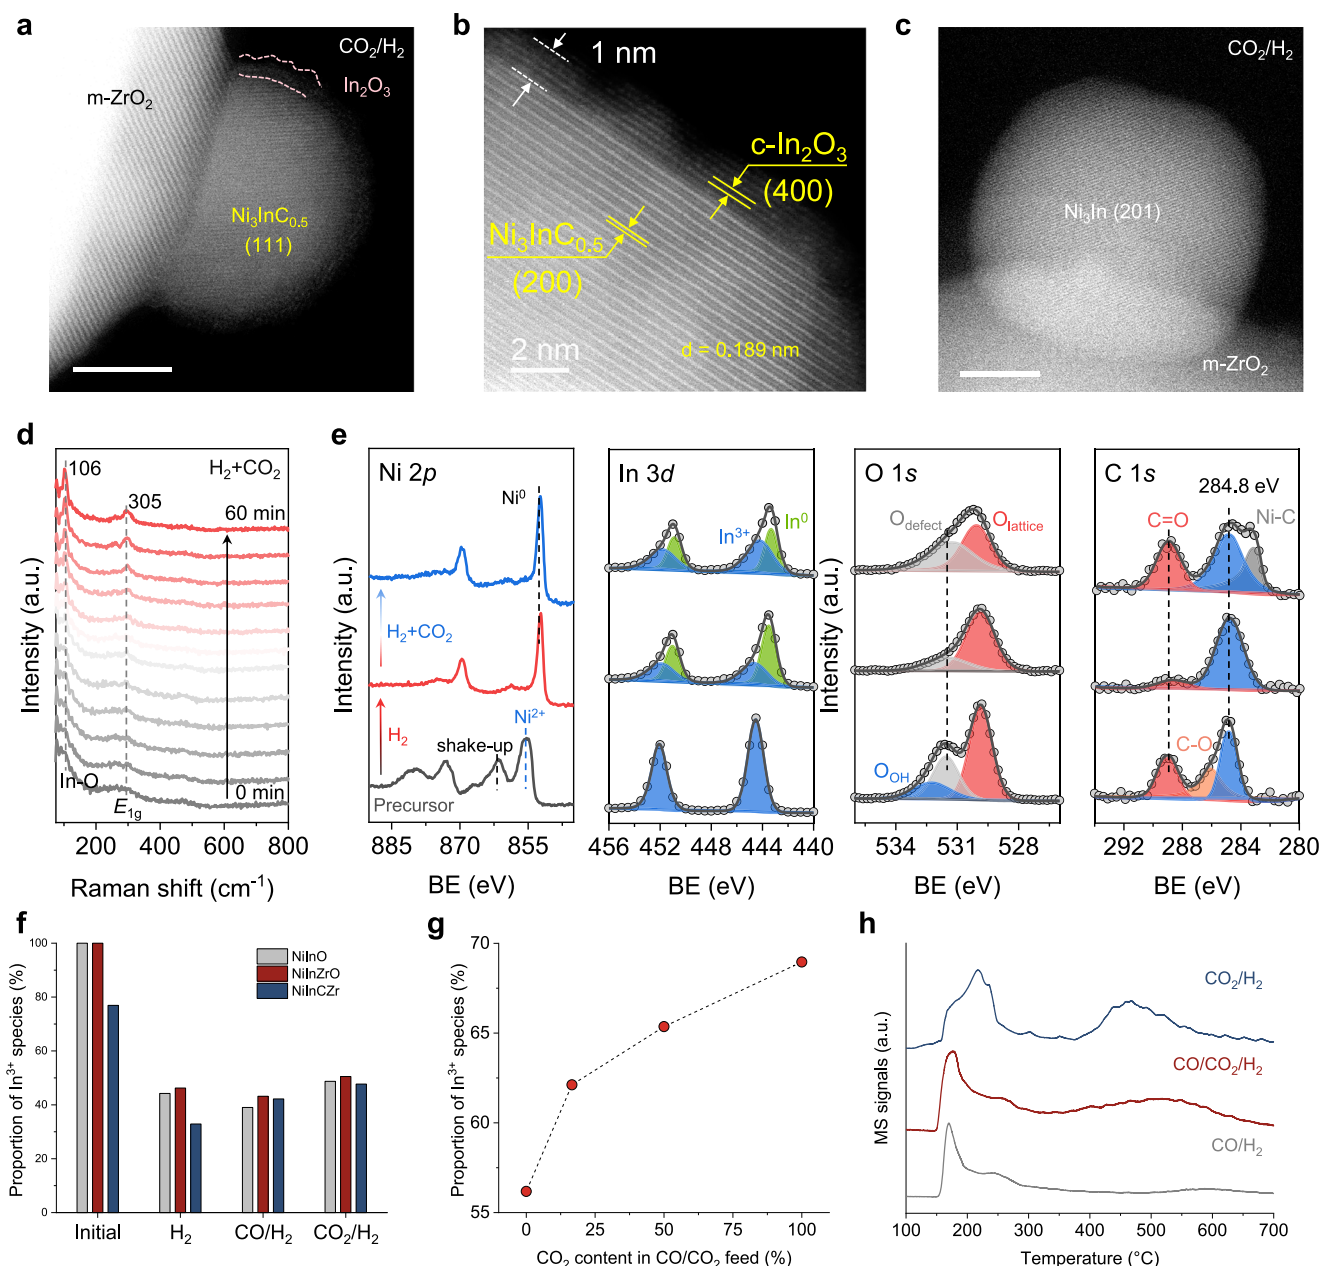 a
CO₂/H₂
In₂O₃
m-ZrO₂
Ni₃InC₀.₅
(111)
b
1 nm
c-In₂O₃
(400)
Ni₃InC₀.₅
(200)
2 nm
d = 0.189 nm
c
CO₂/H₂
Ni₃In (201)
m-ZrO₂
d
106
H₂+CO₂
305
60 min
In-O
0 min
E₁g
200 400 600 800
Raman shift (cm⁻¹)
Intensity (a.u.)
e
Ni 2p
Ni⁰
H₂+CO₂
H₂
Ni²⁺
shake-up
Precursor
885 870 855
BE (eV)
Intensity (a.u.)
In 3d
In³⁺
In⁰
456 452 448 444 440
BE (eV)
O 1s
O_defect
O_lattice
O_OH
534 531 528
BE (eV)
Intensity (a.u.)
C 1s
284.8 eV
C=O
Ni-C
C-O
292 288 284 280
BE (eV)
f
100
80
60
40
20
0
NiInO
NiInZrO
NiInCZr
Initial H₂ CO/H₂ CO₂/H₂
Proportion of In³⁺ species (%)
g
70
65
60
55
0 25 50 75 100
CO₂ content in CO/CO₂ feed (%)
Proportion of In³⁺ species (%)
h
CO₂/H₂
CO/CO₂/H₂
CO/H₂
100 200 300 400 500 600 700
Temperature (°C)
MS signals (a.u.)